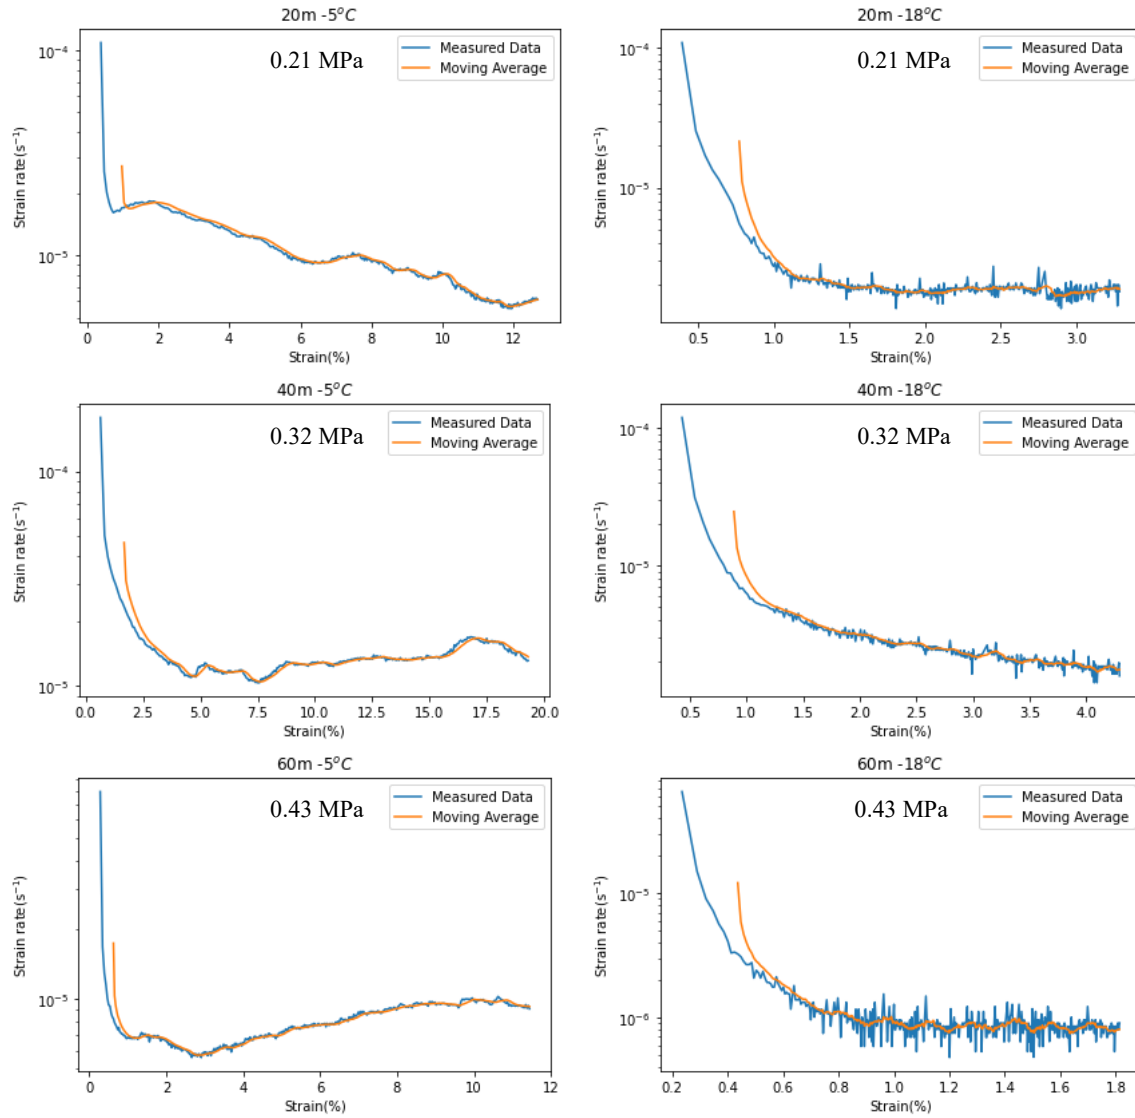 20m -5°C
10⁻⁴
10⁻⁵
Strain rate(s⁻¹)
0.21 MPa
Measured Data
Moving Average
0 2 4 6 8 10 12
Strain(%)
20m -18°C
10⁻⁴
10⁻⁵
Strain rate(s⁻¹)
0.21 MPa
Measured Data
Moving Average
0.5 1.0 1.5 2.0 2.5 3.0
Strain(%)
40m -5°C
10⁻⁴
10⁻⁵
Strain rate(s⁻¹)
0.32 MPa
Measured Data
Moving Average
0.0 2.5 5.0 7.5 10.0 12.5 15.0 17.5 20.0
Strain(%)
40m -18°C
10⁻⁴
10⁻⁵
Strain rate(s⁻¹)
0.32 MPa
Measured Data
Moving Average
0.5 1.0 1.5 2.0 2.5 3.0 3.5 4.0
Strain(%)
60m -5°C
10⁻⁵
Strain rate(s⁻¹)
0.43 MPa
Measured Data
Moving Average
0 2 4 6 8 10 12
Strain(%)
60m -18°C
10⁻⁵
10⁻⁶
Strain rate(s⁻¹)
0.43 MPa
Measured Data
Moving Average
0.2 0.4 0.6 0.8 1.0 1.2 1.4 1.6 1.8
Strain(%)